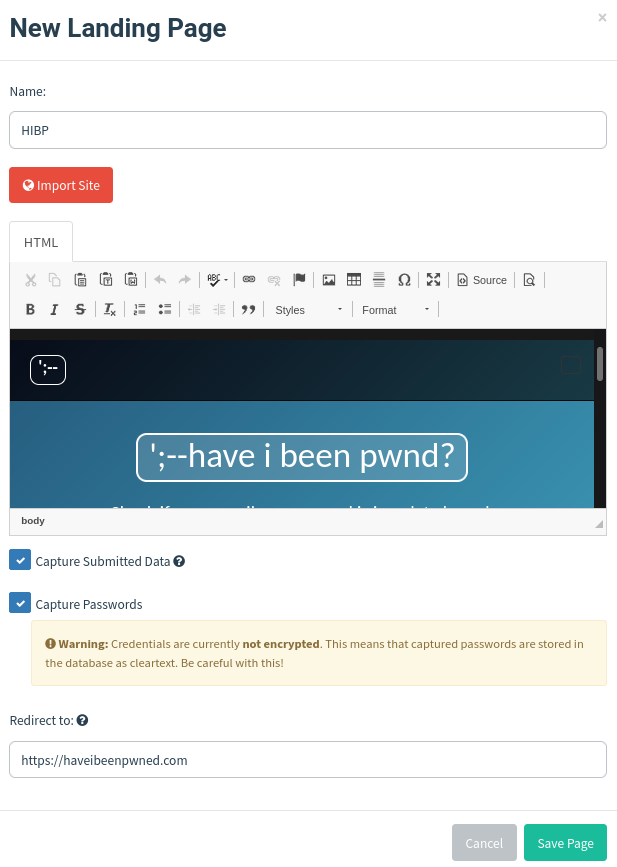 New Landing Page
×
Name:
HIBP
Import Site
HTML
ABC Source
B I S Tx Styles Format
';--
';--have i been pwnd?
body
Capture Submitted Data
Capture Passwords
Warning: Credentials are currently not encrypted. This means that captured passwords are stored in
the database as cleartext. Be careful with this!
Redirect to:
https://haveibeenpwned.com
Cancel Save Page